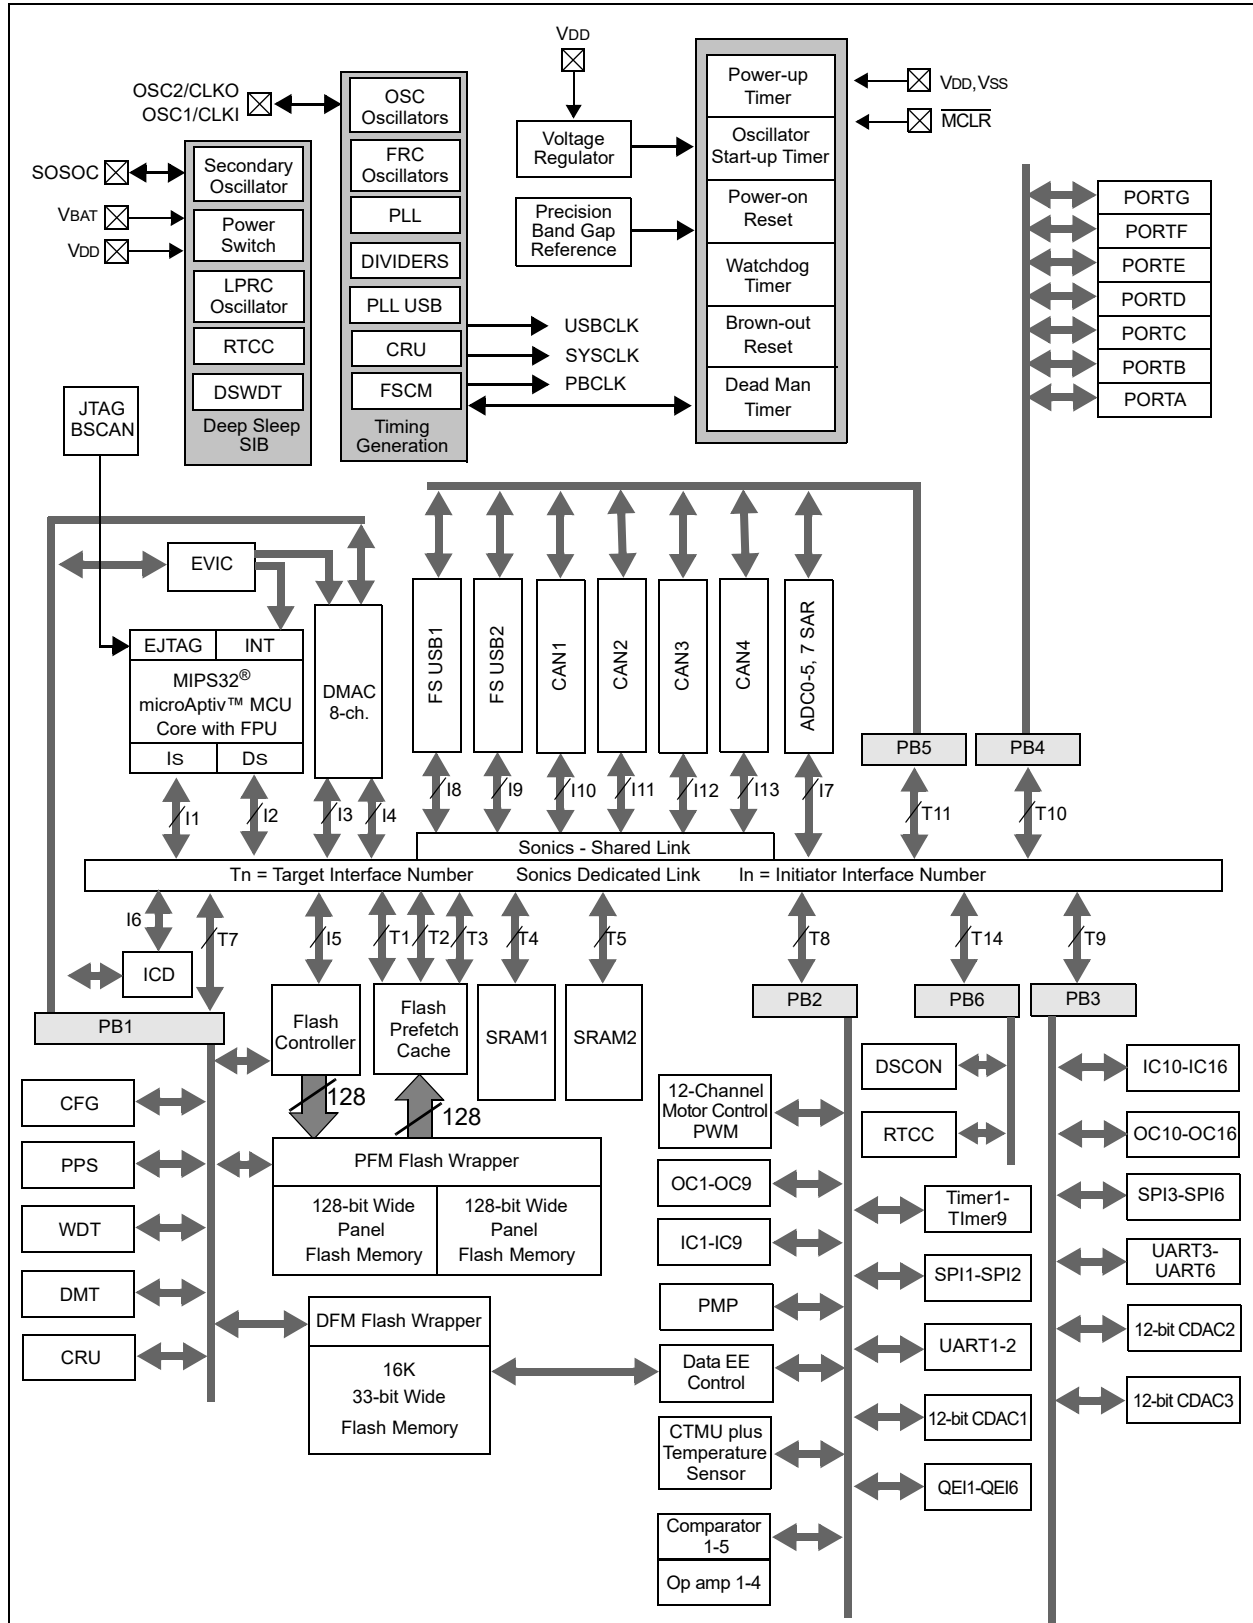 VDD
OSC2/CLKO
OSC1/CLKI
SOSOC
VBAT
VDD
Secondary
Oscillator
Power
Switch
LPRC
Oscillator
RTCC
DSWDT
Deep Sleep
SIB
OSC
Oscillators
FRC
Oscillators
PLL
DIVIDERS
PLL USB
CRU
FSCM
Timing
Generation
USBCLK
SYSCLK
PBCLK
Voltage
Regulator
Precision
Band Gap
Reference
Power-up
Timer
Oscillator
Start-up Timer
Power-on
Reset
Watchdog
Timer
Brown-out
Reset
Dead Man
Timer
VDD, VSS
MCLR
PORTG
PORTF
PORTE
PORTD
PORTC
PORTB
PORTA
JTAG
BSCAN
EVIC
EJTAG
INT
MIPS32®
microAptiv™ MCU
Core with FPU
IS
DS
DMAC
8-ch.
FS USB1
FS USB2
CAN1
CAN2
CAN3
CAN4
ADC0-5, 7 SAR
PB5
PB4
I1
I2
I3
I4
I8
I9
I10
I11
I12
I13
I7
T11
T10
Sonics - Shared Link
Tn = Target Interface Number Sonics Dedicated Link In = Initiator Interface Number
I6
T7
I5
T1
T2
T3
T4
T5
T8
T14
T9
ICD
PB1
Flash
Controller
Flash
Prefetch
Cache
SRAM1
SRAM2
PB2
PB6
PB3
128
128
CFG
PPS
WDT
DMT
CRU
PFM Flash Wrapper
128-bit Wide
Panel
Flash Memory
128-bit Wide
Panel
Flash Memory
DFM Flash Wrapper
16K
33-bit Wide
Flash Memory
12-Channel
Motor Control
PWM
OC1-OC9
IC1-IC9
PMP
Data EE
Control
CTMU plus
Temperature
Sensor
Comparator
1-5
Op amp 1-4
DSCON
RTCC
Timer1-
TImer9
SPI1-SPI2
UART1-2
12-bit CDAC1
QEI1-QEI6
IC10-IC16
OC10-OC16
SPI3-SPI6
UART3-
UART6
12-bit CDAC2
12-bit CDAC3